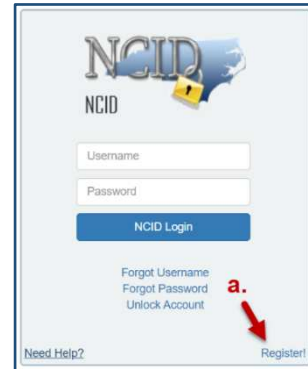 NCID
NCID
Username
Password
NCID Login
Forgot Username
Forgot Password
Unlock Account
a.
Need Help?
Register!